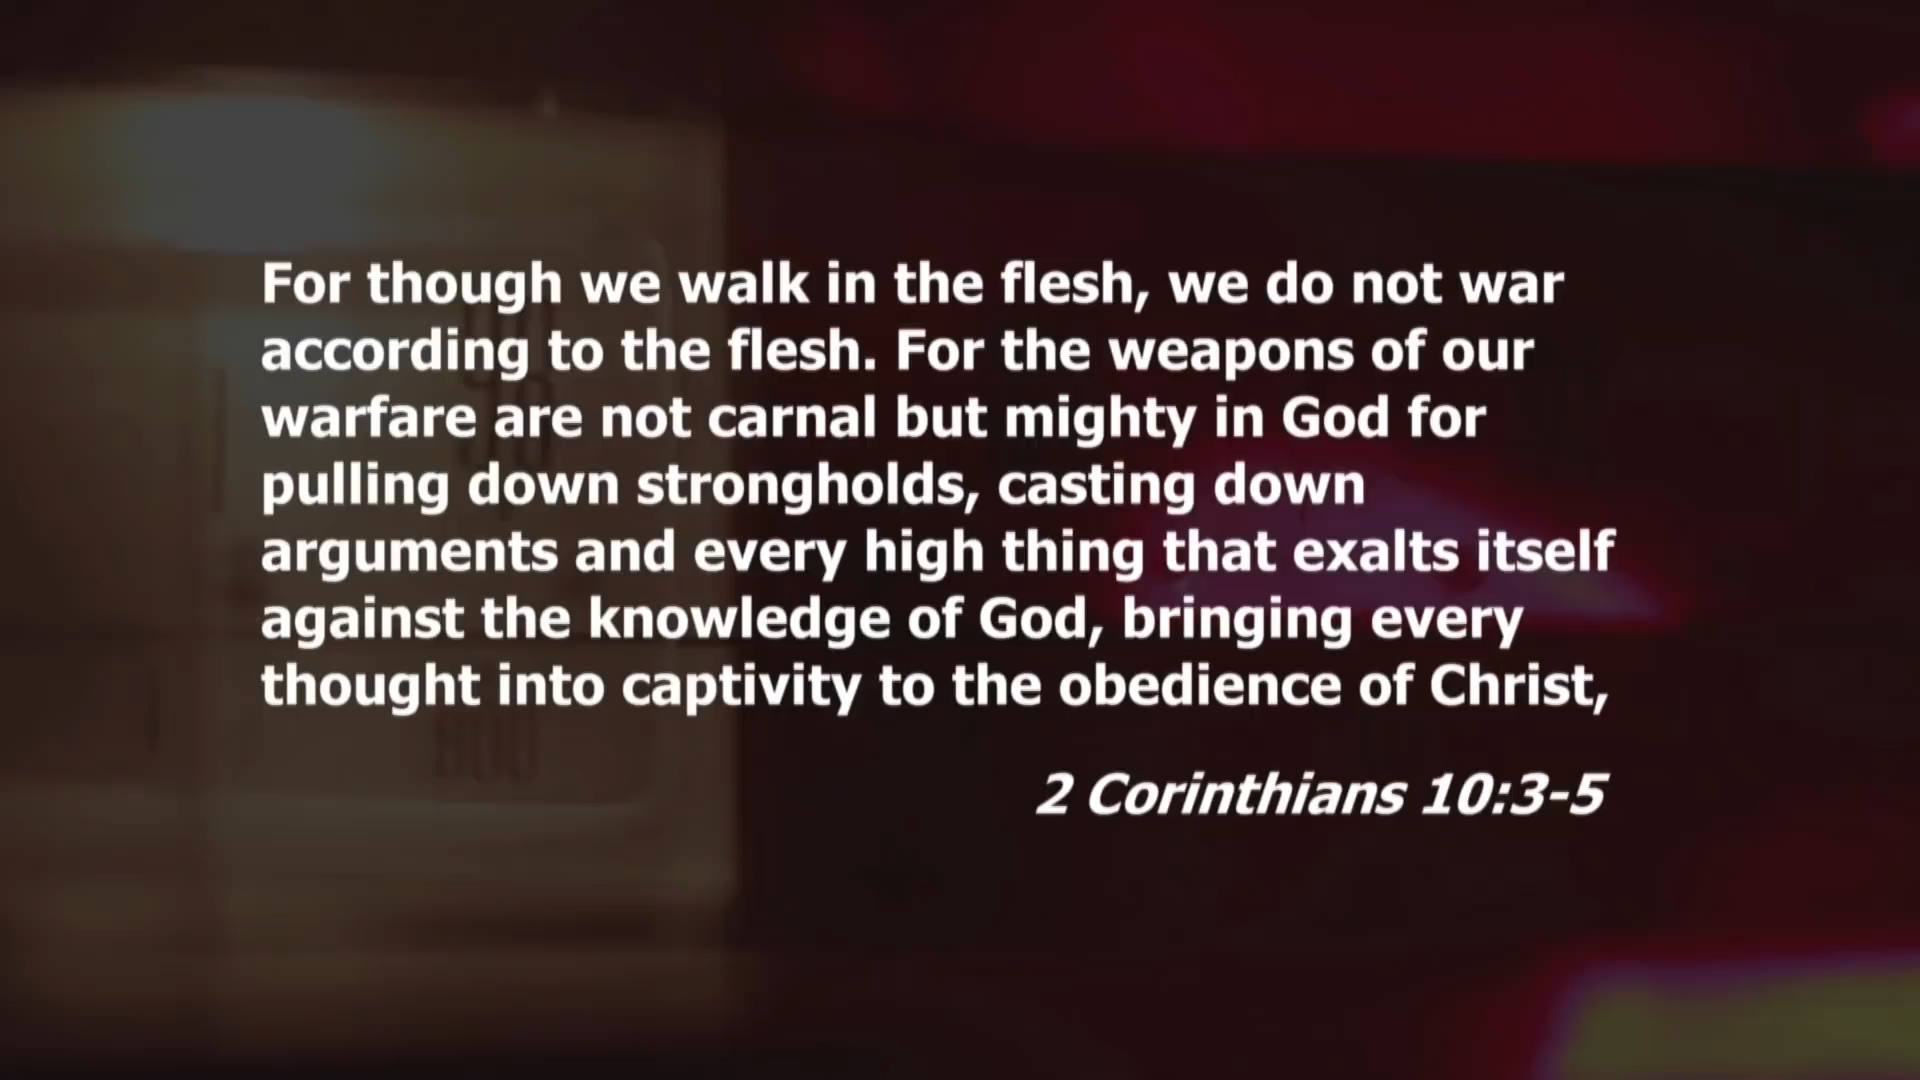 For though we walk in the flesh, we do not war
according to the flesh. For the weapons of our
warfare are not carnal but mighty in God for
pulling down strongholds, casting down
arguments and every high thing that exalts itself
against the knowledge of God, bringing every
thought into captivity to the obedience of Christ,
2 Corinthians 10:3-5